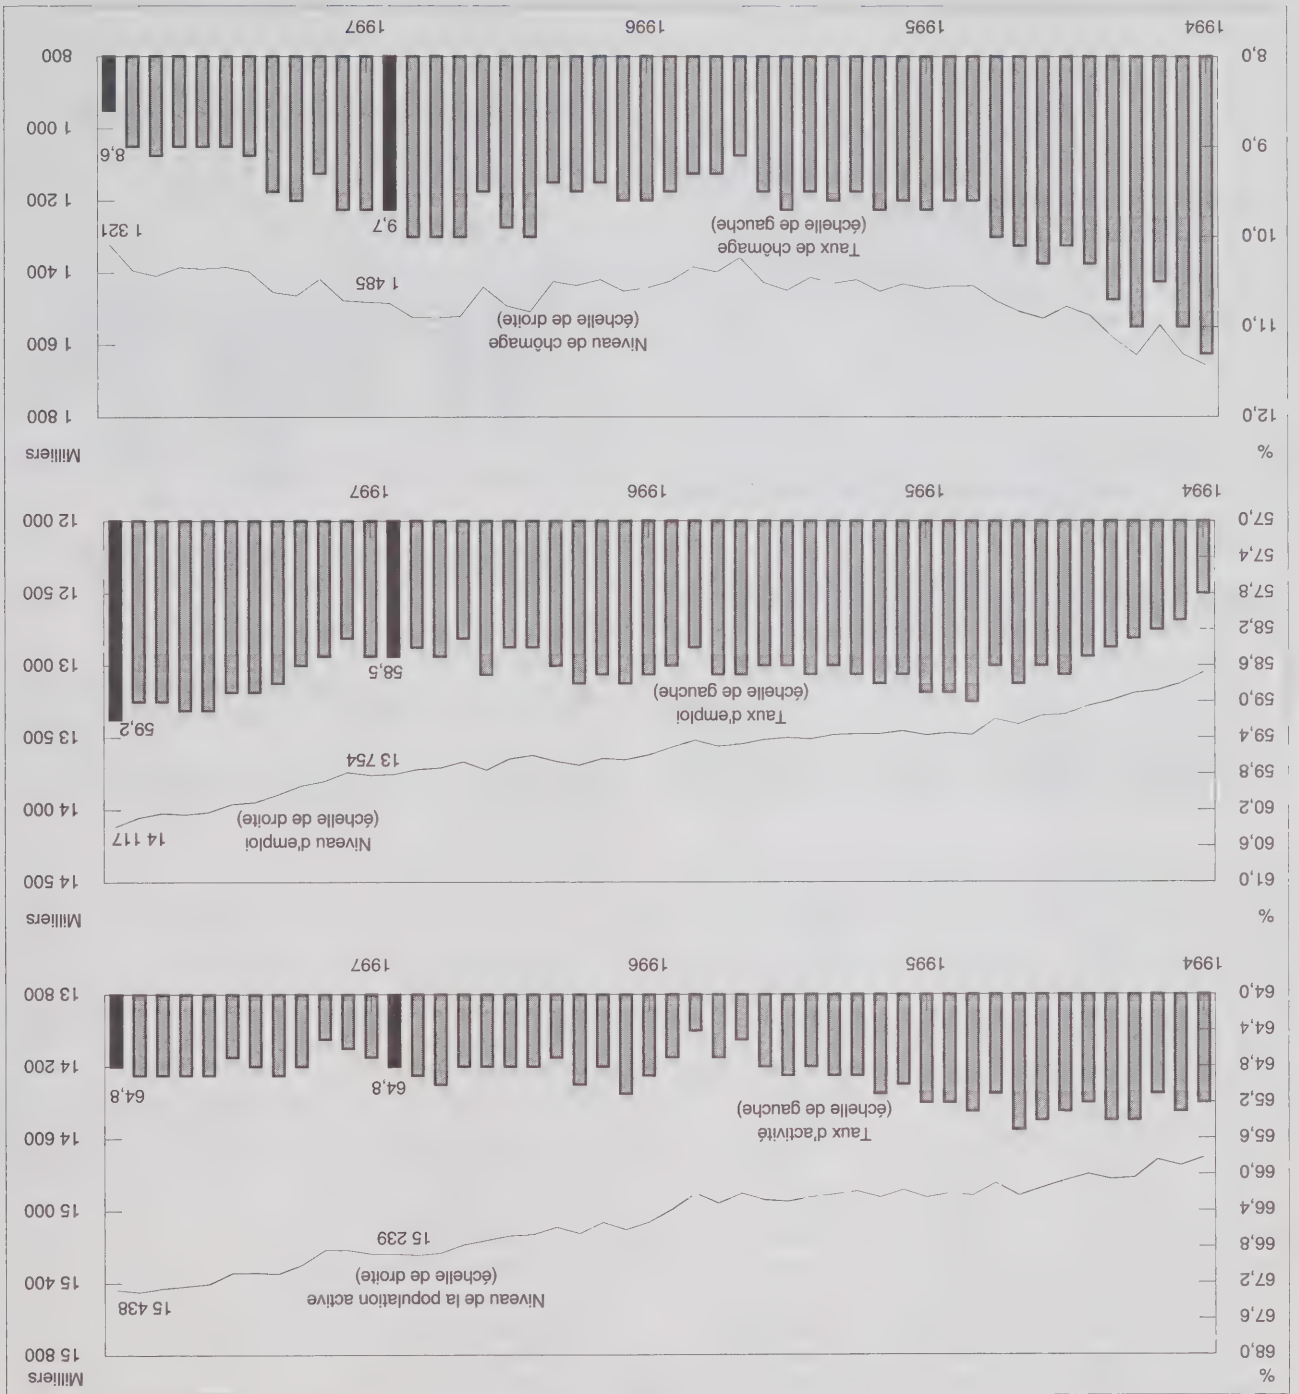 % Milliers
68,0 15 800
67,6
Niveau de la population active
(échelle de droite)
15 438
67,2 15 400
15 239
66,8
66,4 15 000
66,0
65,6 14 600
Taux d'activité
(échelle de gauche)
65,2
64,8 64,8
64,8 14 200
64,4
64,0 13 800
1994 1995 1996 1997
% Milliers
61,0 14 500
60,6
Niveau d'emploi
(échelle de droite)
14 117
60,2 14 000
13 754
59,8
59,4 13 500
Taux d'emploi
(échelle de gauche)
59,2
59,0
58,5
58,6 13 000
58,2
57,8 12 500
57,4
57,0 12 000
1994 1995 1996 1997
% Milliers
12,0 1 800
Niveau de chômage
(échelle de droite)
1 600
11,0
1 485
1 400
Taux de chômage
(échelle de gauche)
1 321
10,0
9,7
1 200
8,6
9,0
1 000
8,0 800
1994 1995 1996 1997